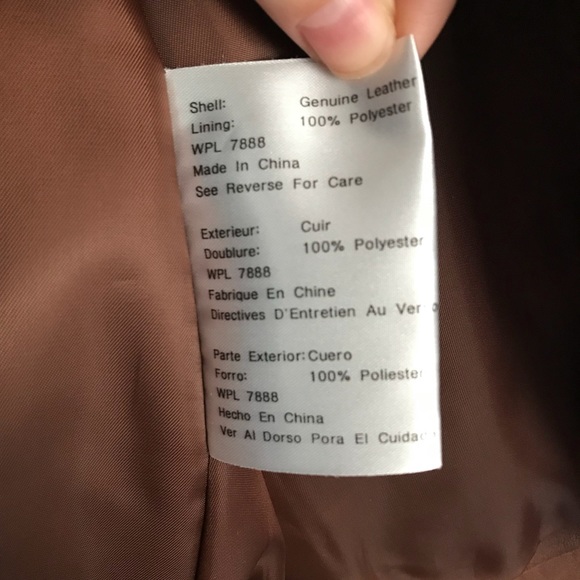 Shell: Genuine Leather
Lining: 100% Polyester
WPL 7888
Made In China
See Reverse For Care
Exterieur: Cuir
Doublure: 100% Polyester
WPL 7888
Fabrique En Chine
Directives D'Entretien Au
Parte Exterior: Cuero
Forro: 100% Poliester
WPL 7888
Hecho En China
Ver Al Dorso Pora El